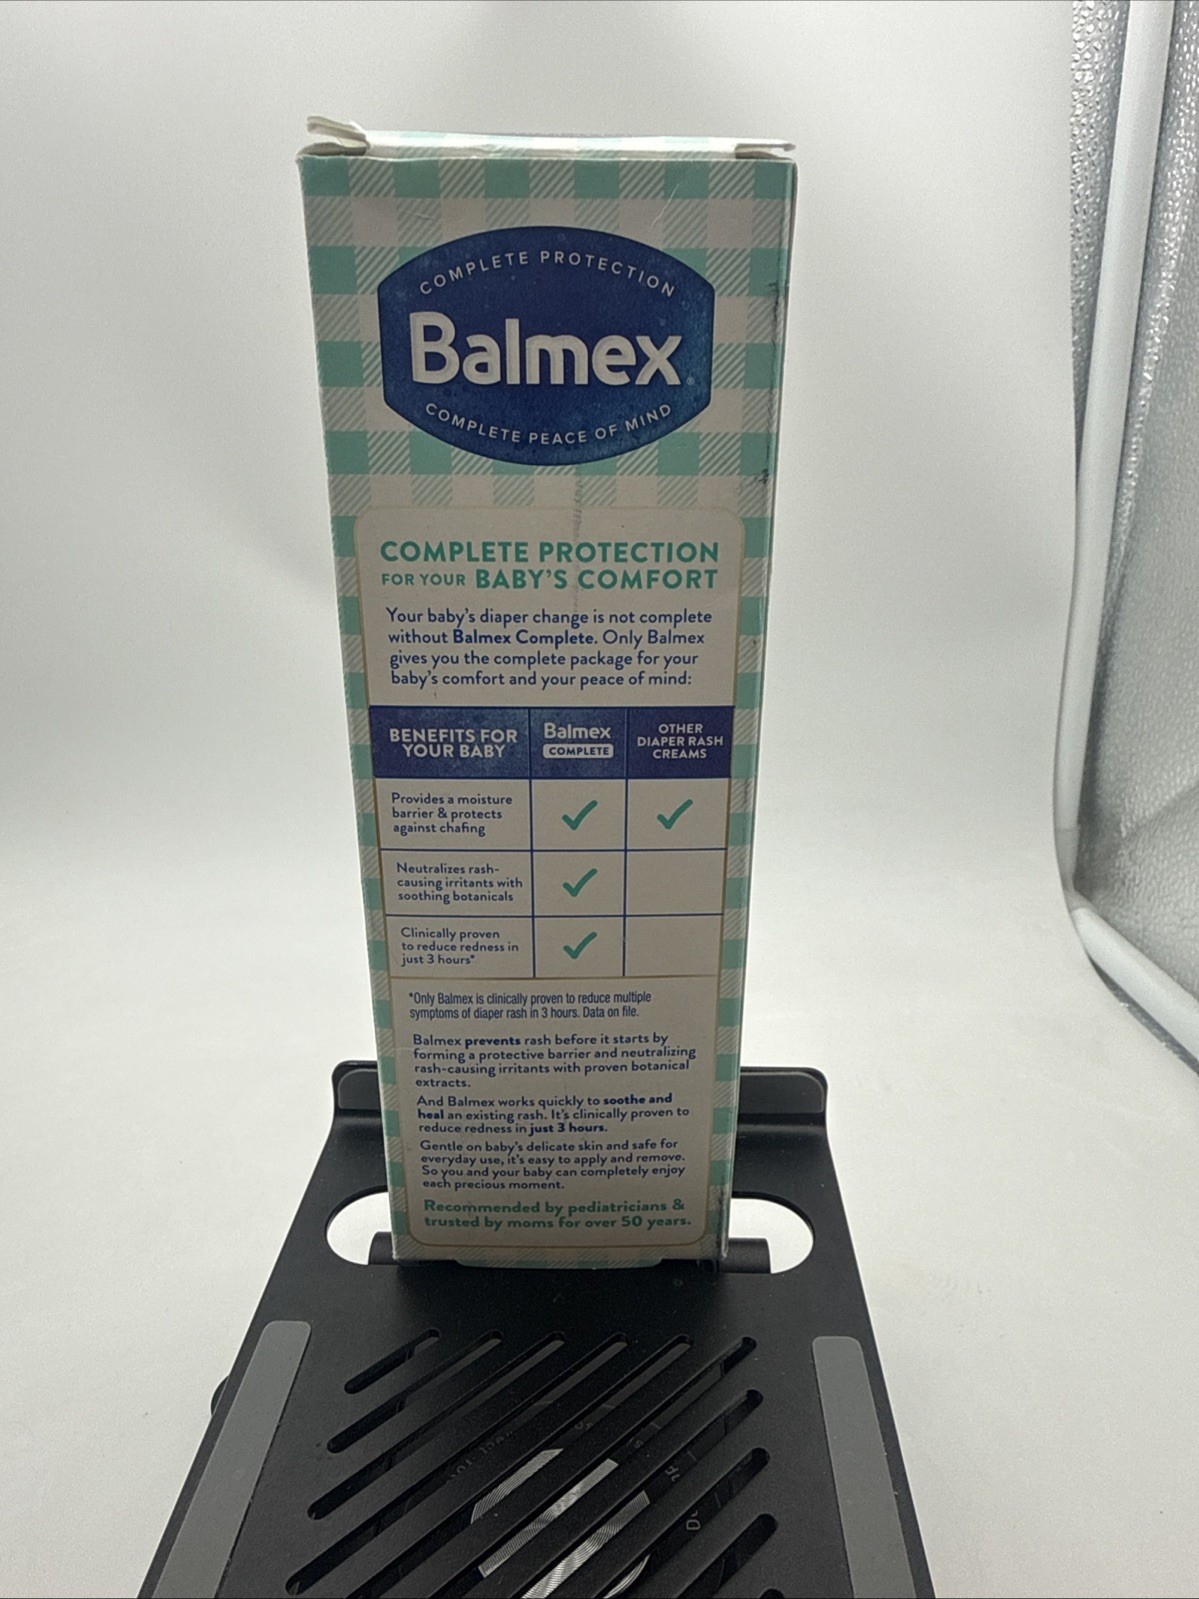 COMPLETE PROTECTION
Balmex®
COMPLETE PEACE OF MIND
COMPLETE PROTECTION
FOR YOUR BABY'S COMFORT
Your baby's diaper change is not complete
without Balmex Complete. Only Balmex
gives you the complete package for your
baby's comfort and your peace of mind:
BENEFITS FOR
YOUR BABY
Balmex
COMPLETE
OTHER
DIAPER RASH
CREAMS
Provides a moisture
barrier & protects
against chafing
Neutralizes rash-
causing irritants with
soothing botanicals
Clinically proven
to reduce redness in
just 3 hours*
*Only Balmex is clinically proven to reduce multiple
symptoms of diaper rash in 3 hours. Data on file.
Balmex prevents rash before it starts by
forming a protective barrier and neutralizing
rash-causing irritants with proven botanical
extracts.
And Balmex works quickly to soothe and
heal an existing rash. It's clinically proven to
reduce redness in just 3 hours.
Gentle on baby's delicate skin and safe for
everyday use, it's easy to apply and remove.
So you and your baby can completely enjoy
each precious moment.
Recommended by pediatricians &
trusted by moms for over 50 years.